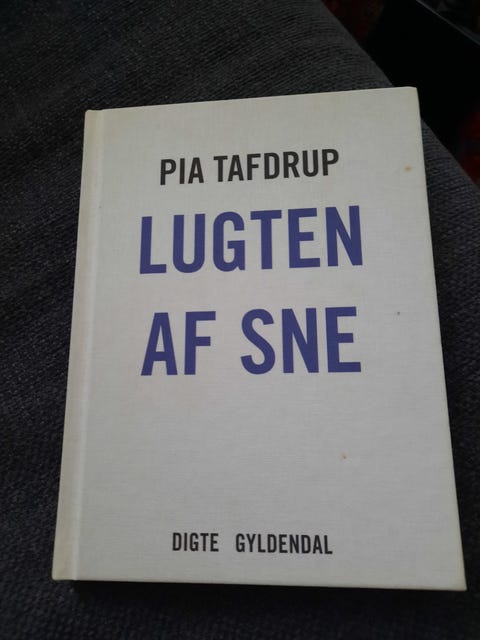 PIA TAFDRUP
LUGTEN
AF SNE
DIGTE GYLDENDAL